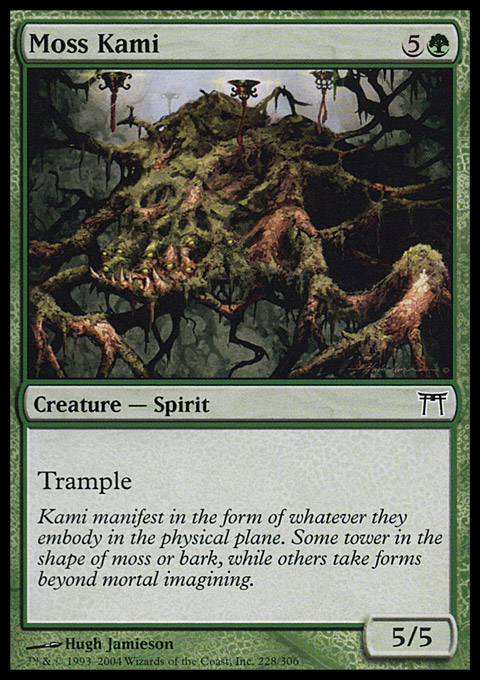 Moss Kami 5
Creature — Spirit
Trample
Kami manifest in the form of whatever they
embody in the physical plane. Some tower in the
shape of moss or bark, while others take forms
beyond mortal imagining.
Hugh Jamieson
5/5
™ & © 1993–2004 Wizards of the Coast, Inc. 228/306